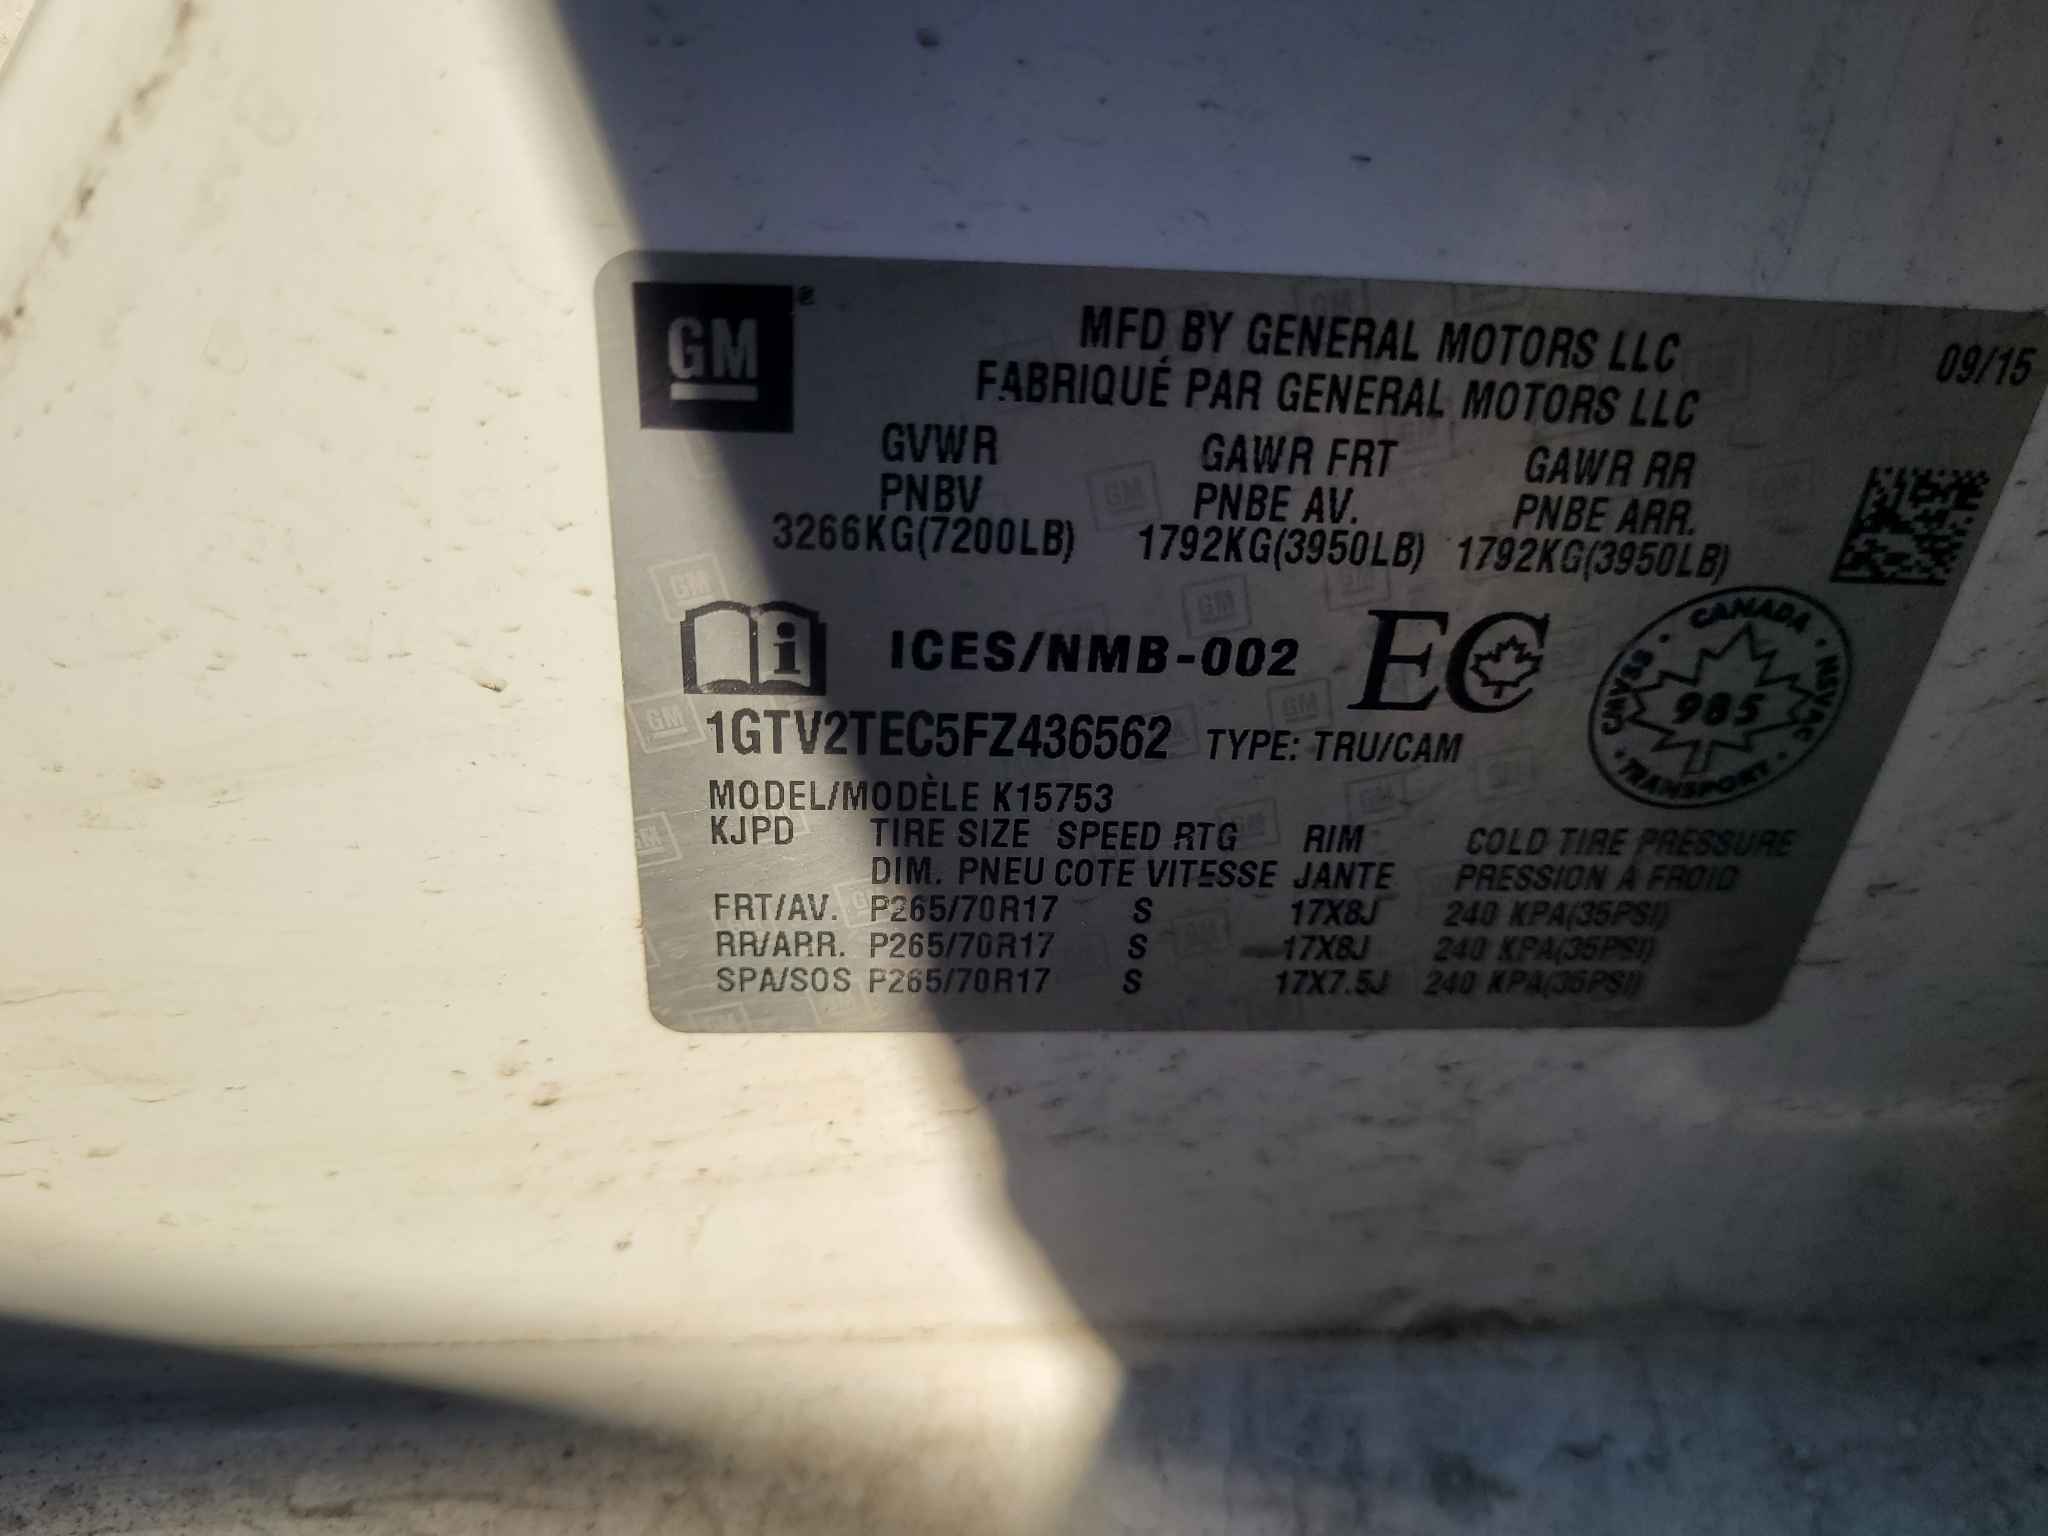 GM
MFD BY GENERAL MOTORS LLC
FABRIQUÉ PAR GENERAL MOTORS LLC
09/15
GVWR GAWR FRT GAWR RR
PNBV PNBE AV. PNBE ARR.
3266KG(7200LB) 1792KG(3950LB) 1792KG(3950LB)
i ICES/NMB-002 EC
CANADA · NSVAC · TRANSPORT · CMVSS ·
985
1GTV2TEC5FZ436562 TYPE: TRU/CAM
MODEL/MODÈLE K15753
KJPD TIRE SIZE SPEED RTG RIM COLD TIRE PRESSURE
DIM. PNEU COTE VITESSE JANTE PRESSION A FROID
FRT/AV. P265/70R17 S 17X8J 240 KPA(35PSI)
RR/ARR. P265/70R17 S 17X8J 240 KPA(35PSI)
SPA/SOS P265/70R17 S 17X7.5J 240 KPA(35PSI)